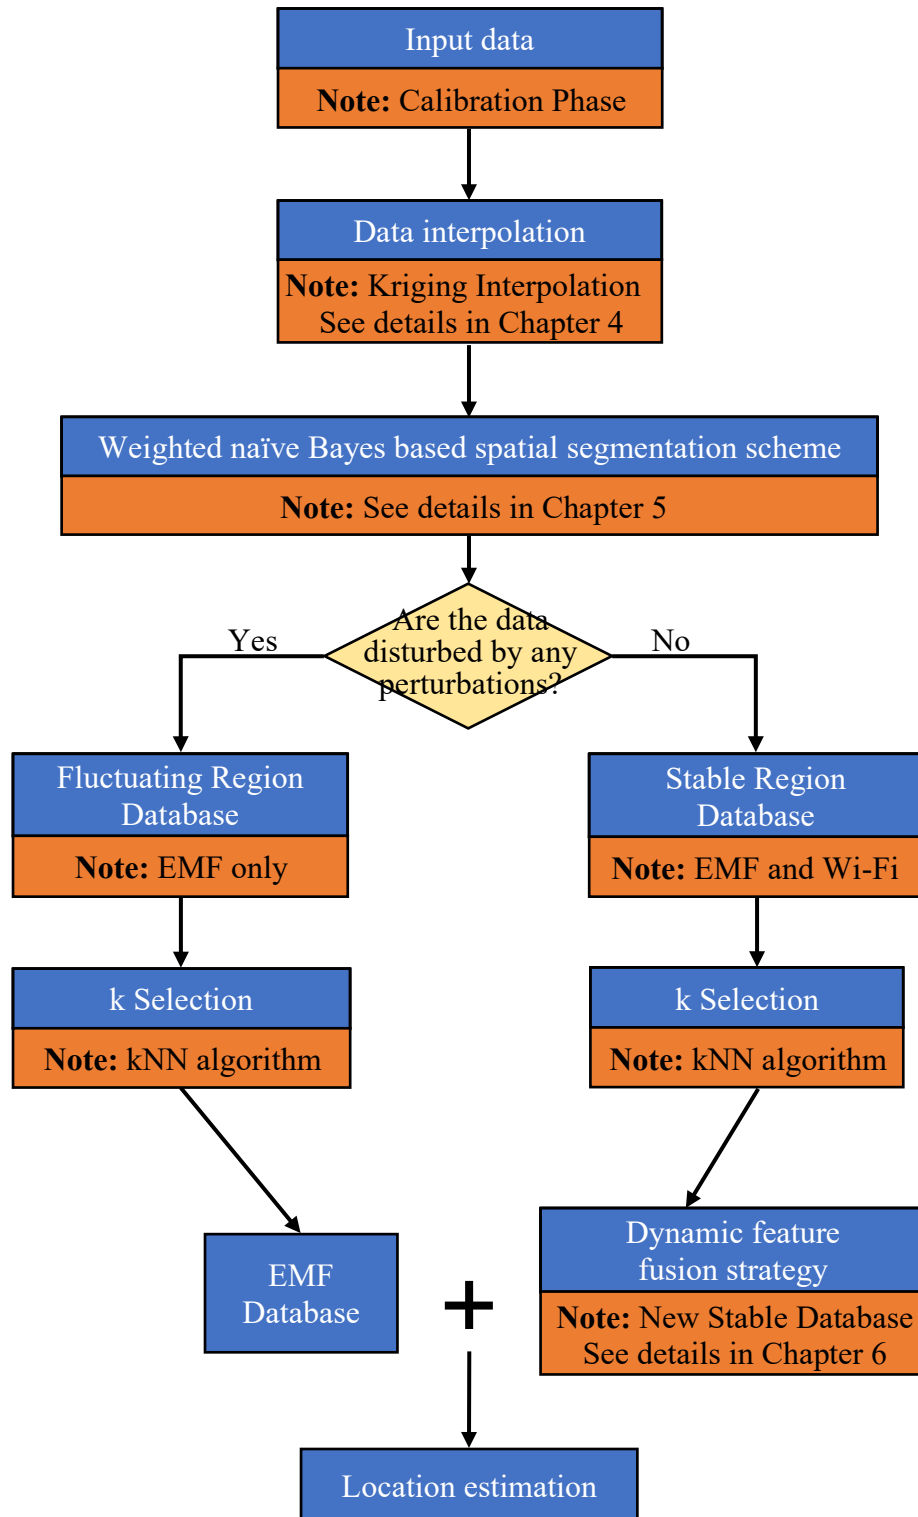 Input data
Note: Calibration Phase
Data interpolation
Note: Kriging Interpolation
See details in Chapter 4
Weighted naïve Bayes based spatial segmentation scheme
Note: See details in Chapter 5
Are the data
disturbed by any
perturbations?
Yes
No
Fluctuating Region
Database
Note: EMF only
Stable Region
Database
Note: EMF and Wi-Fi
k Selection
Note: kNN algorithm
k Selection
Note: kNN algorithm
EMF
Database
+
Dynamic feature
fusion strategy
Note: New Stable Database
See details in Chapter 6
Location estimation